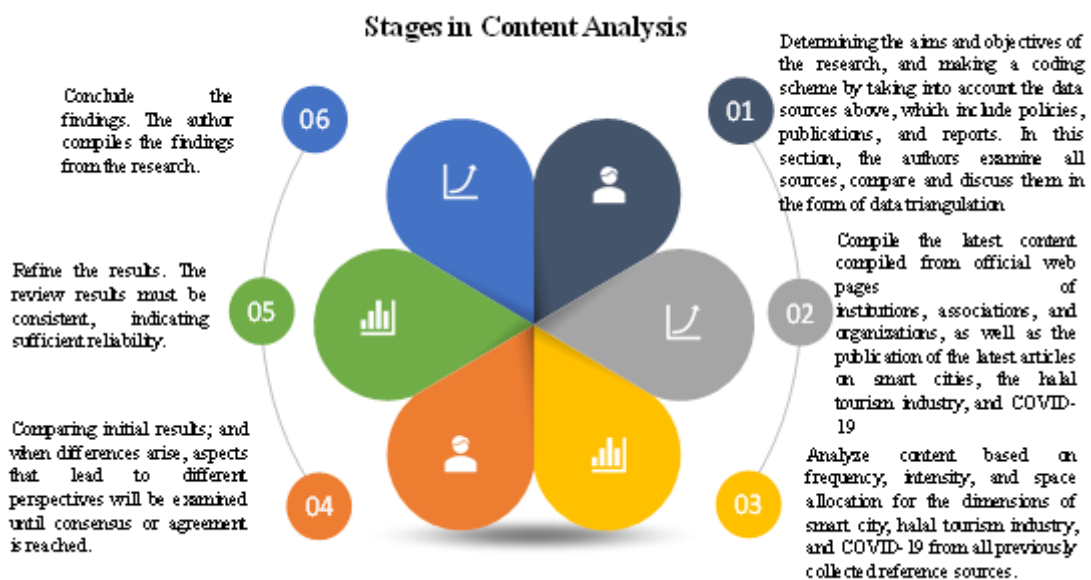 Stages in Content Analysis
01
Determining the aims and objectives
of the research, and making a coding
scheme by taking into account the data
sources above, which include policies,
publications, and reports. In this
section, the authors examine all
sources, compare and discuss them in
the form of data triangulation
02
Compile the latest content
compiled from official web
pages of
institutions, associations, and
organizations, as well as the
publication of the latest articles
on smart cities, the halal
tourism industry, and COVID-
19
03
Analyze content based on
frequency, intensity, and space
allocation for the dimensions of
smart city, halal tourism industry,
and COVID-19 from all previously
collected reference sources.
04
Comparing initial results; and
when differences arise, aspects
that lead to different
perspectives will be examined
until consensus or agreement
is reached.
05
Refine the results. The
review results must be
consistent, indicating
sufficient reliability.
06
Conclude the
findings. The author
compiles the findings
from the research.